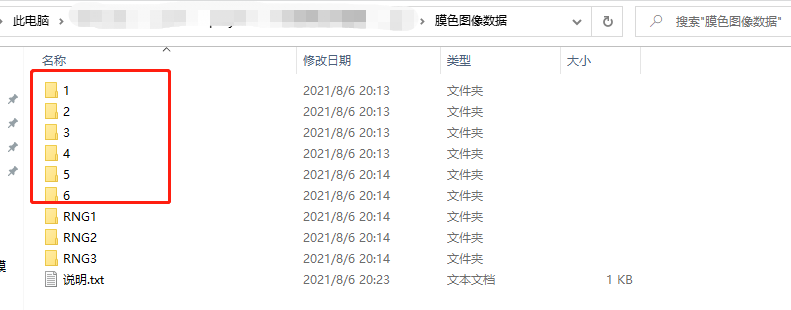 此电脑 膜色图像数据 搜索"膜色图像数据"
名称 修改日期 类型 大小
1 2021/8/6 20:13 文件夹
2 2021/8/6 20:13 文件夹
3 2021/8/6 20:13 文件夹
4 2021/8/6 20:13 文件夹
5 2021/8/6 20:14 文件夹
6 2021/8/6 20:14 文件夹
RNG1 2021/8/6 20:14 文件夹
RNG2 2021/8/6 20:14 文件夹
RNG3 2021/8/6 20:14 文件夹
说明.txt 2021/8/6 20:23 文本文档 1 KB